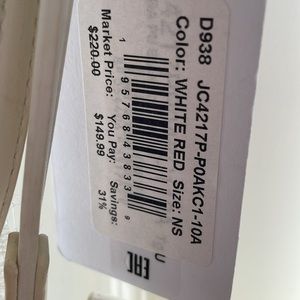 D938 JC4217P-P0AKC1-10A
Color: WHITE RED Size: NS
1 95768 43833 9
Market Price: You Pay: Savings:
$220.00 $149.99 31%
U
EAC